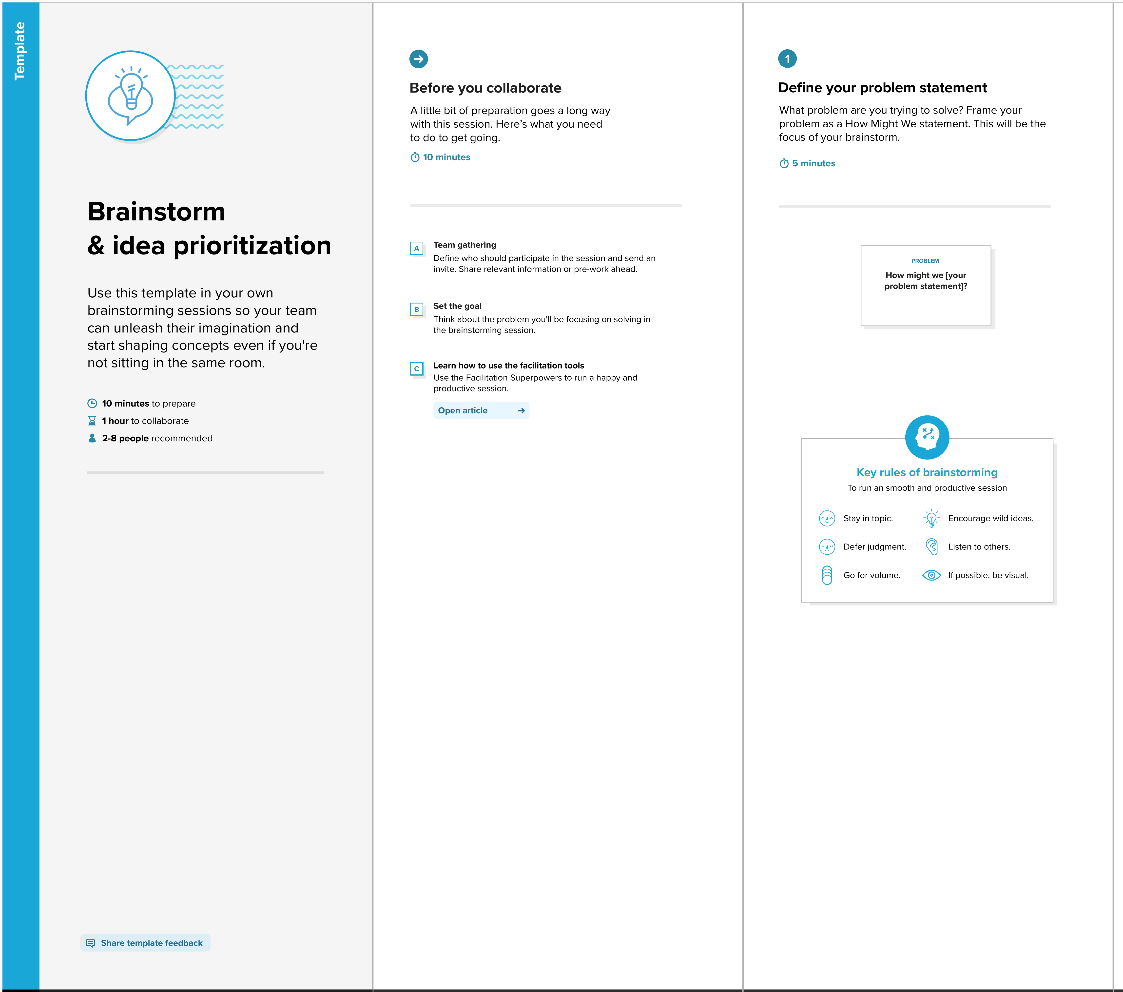 Template
Brainstorm
& idea prioritization
Use this template in your own
brainstorming sessions so your team
can unleash their imagination and
start shaping concepts even if you're
not sitting in the same room.
10 minutes to prepare
1 hour to collaborate
2-8 people recommended
Share template feedback
Before you collaborate
A little bit of preparation goes a long way
with this session. Here's what you need
to do to get going.
10 minutes
A
Team gathering
Define who should participate in the session and send an
invite. Share relevant information or pre-work ahead.
B
Set the goal
Think about the problem you'll be focusing on solving in
the brainstorming session.
C
Learn how to use the facilitation tools
Use the Facilitation Superpowers to run a happy and
productive session.
Open article
1
Define your problem statement
What problem are you trying to solve? Frame your
problem as a How Might We statement. This will be the
focus of your brainstorm.
5 minutes
PROBLEM
How might we [your
problem statement]?
Key rules of brainstorming
To run an smooth and productive session
Stay in topic.
Encourage wild ideas.
Defer judgment.
Listen to others.
Go for volume.
If possible, be visual.